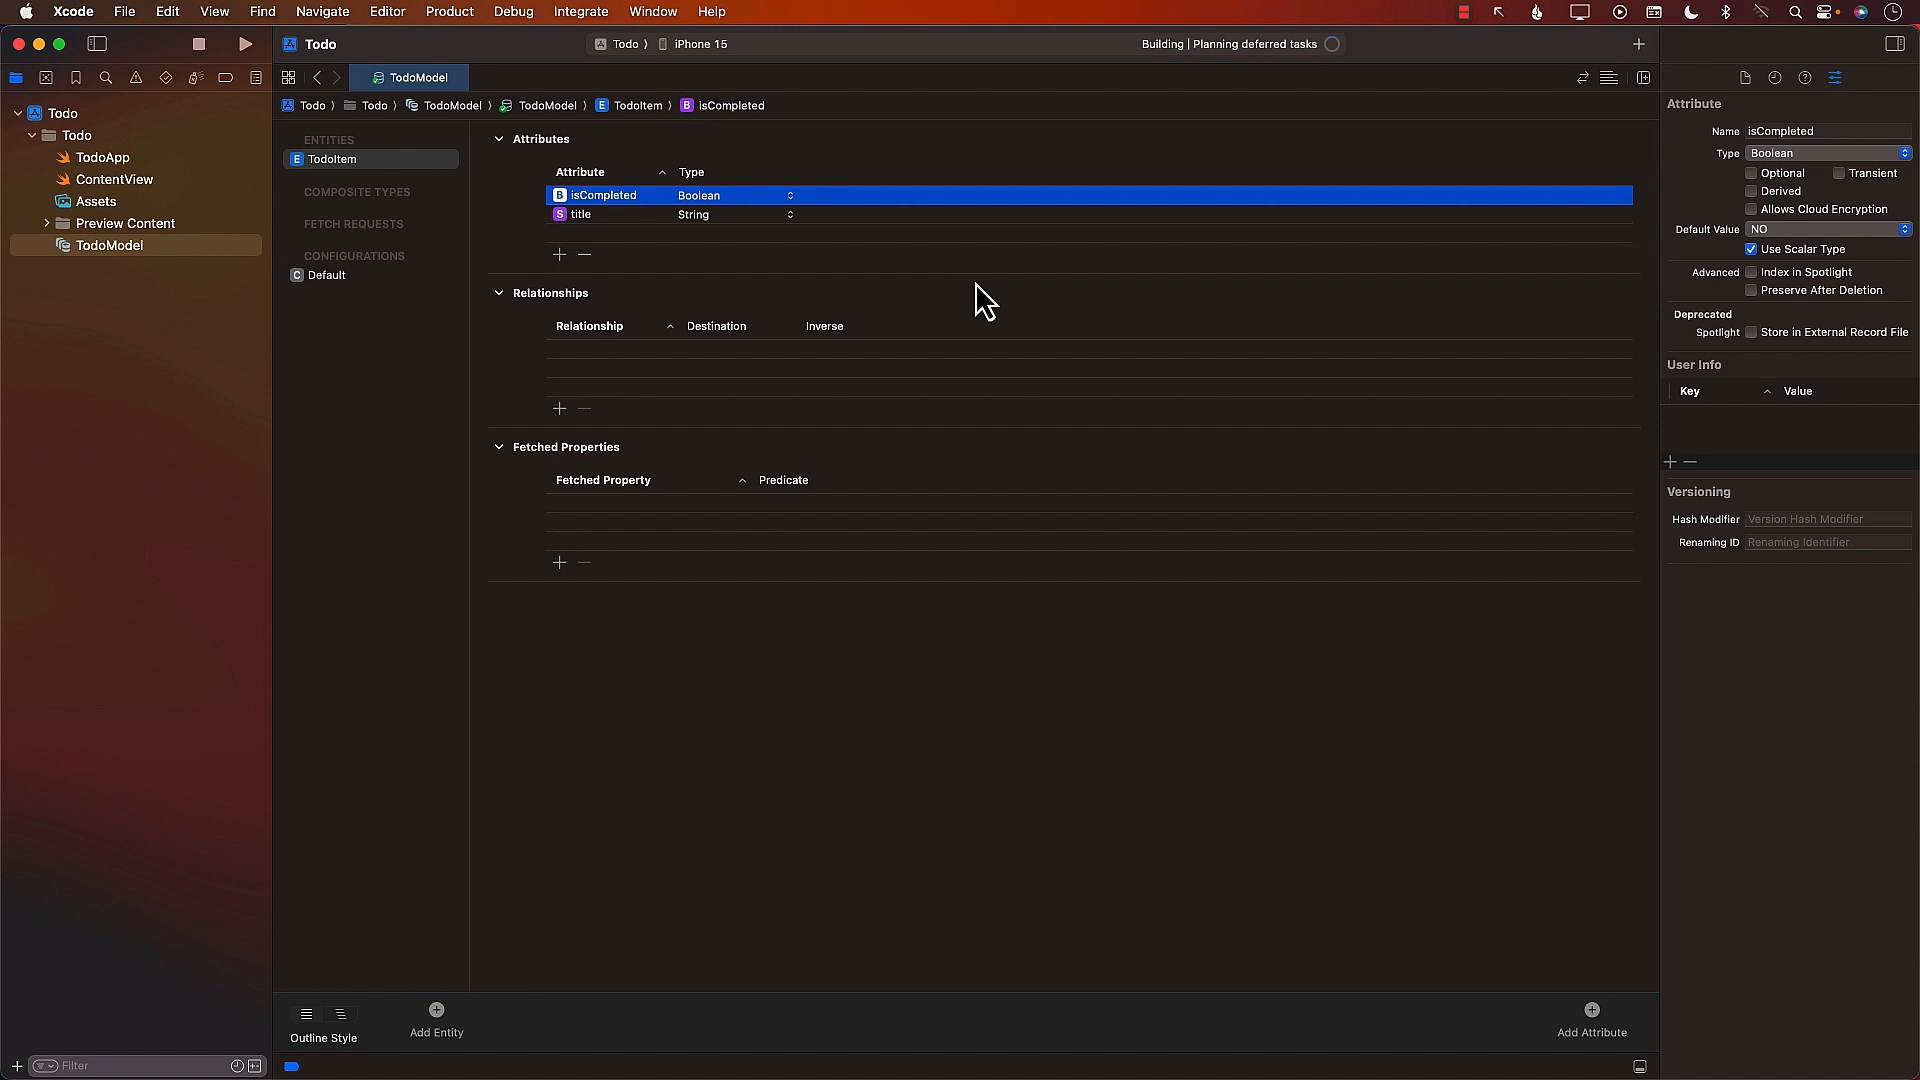 Xcode File Edit View Find Navigate Editor Product Debug Integrate Window Help
Todo
Todo iPhone 15
Building | Planning deferred tasks
TodoModel
Todo Todo TodoModel TodoModel TodoItem isCompleted
Todo
Todo
TodoApp
ContentView
Assets
Preview Content
TodoModel
Filter
ENTITIES
E TodoItem
COMPOSITE TYPES
FETCH REQUESTS
CONFIGURATIONS
C Default
Attributes
Attribute Type
B isCompleted Boolean
S title String
Relationships
Relationship Destination Inverse
Fetched Properties
Fetched Property Predicate
Outline Style
Add Entity
Add Attribute
Attribute
Name isCompleted
Type Boolean
Optional Transient
Derived
Allows Cloud Encryption
Default Value NO
Use Scalar Type
Advanced Index in Spotlight
Preserve After Deletion
Deprecated
Spotlight Store in External Record File
User Info
Key Value
Versioning
Hash Modifier Version Hash Modifier
Renaming ID Renaming Identifier